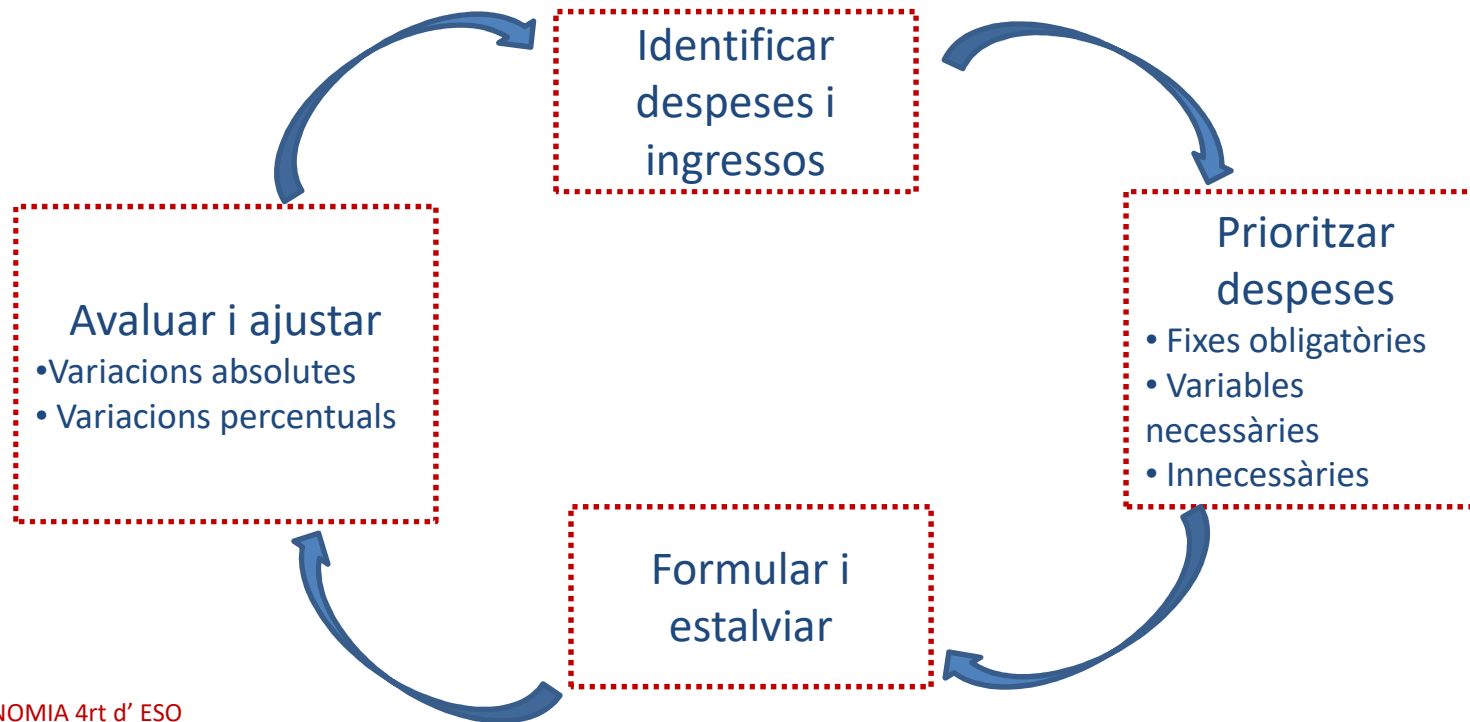 Identificar
despeses i
ingressos
Prioritzar
despeses
• Fixes obligatòries
• Variables
necessàries
• Innecessàries
Formular i
estalviar
Avaluar i ajustar
•Variacions absolutes
• Variacions percentuals
4rt d’ ESO